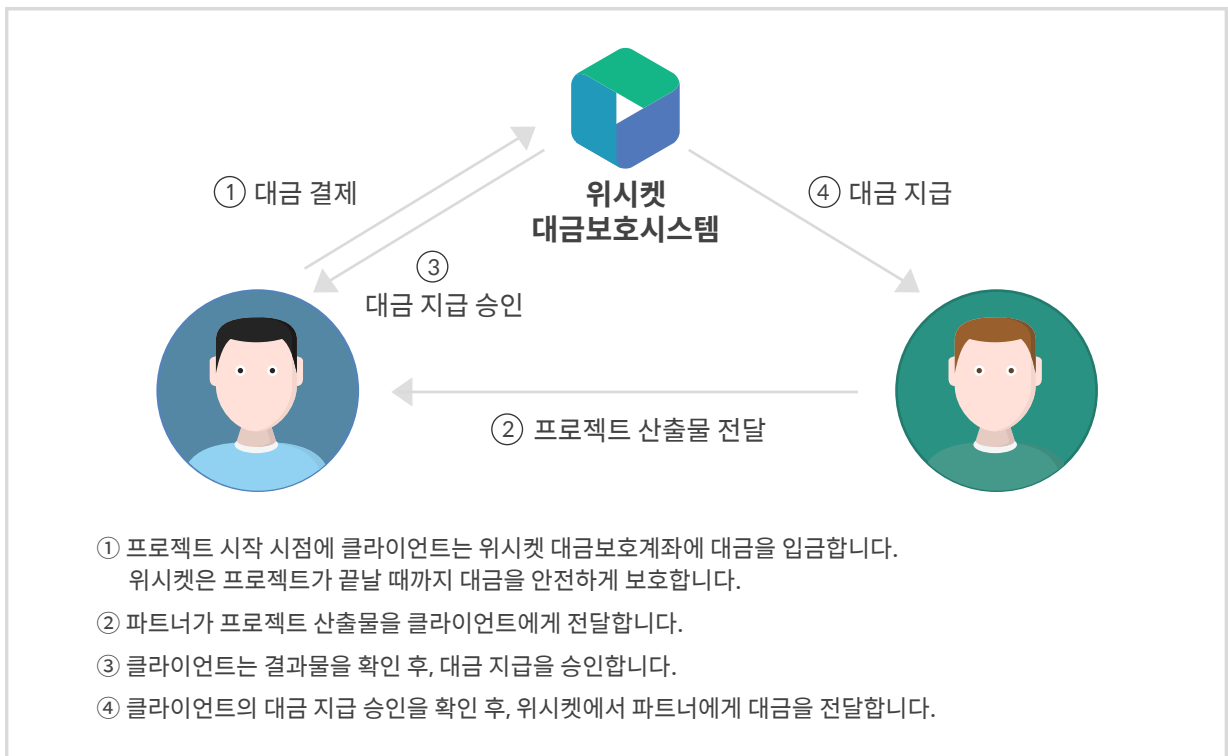 위시켓
대금보호시스템
① 대금 결제
④ 대금 지급
③
대금 지급 승인
② 프로젝트 산출물 전달
① 프로젝트 시작 시점에 클라이언트는 위시켓 대금보호계좌에 대금을 입금합니다.
위시켓은 프로젝트가 끝날 때까지 대금을 안전하게 보호합니다.
② 파트너가 프로젝트 산출물을 클라이언트에게 전달합니다.
③ 클라이언트는 결과물을 확인 후, 대금 지급을 승인합니다.
④ 클라이언트의 대금 지급 승인을 확인 후, 위시켓에서 파트너에게 대금을 전달합니다.